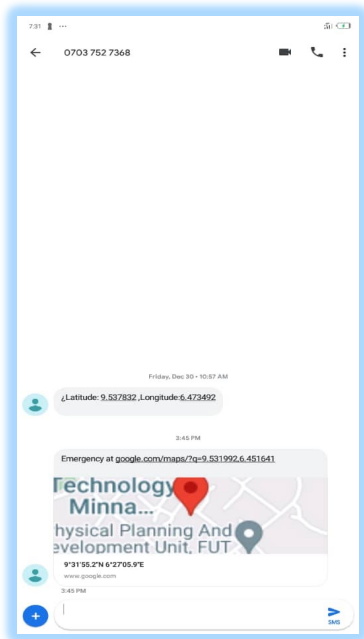 7:31 ...
0703 752 7368
Friday, Dec 30 • 10:57 AM
¿Latitude: 9.537832 ,Longitude:6.473492
3:45 PM
Emergency at google.com/maps/?q=9.531992,6.451641
Technology
Minna...
hysical Planning And
evelopment Unit, FUT
9°31'55.2"N 6°27'05.9"E
www.google.com
3:45 PM
SMS